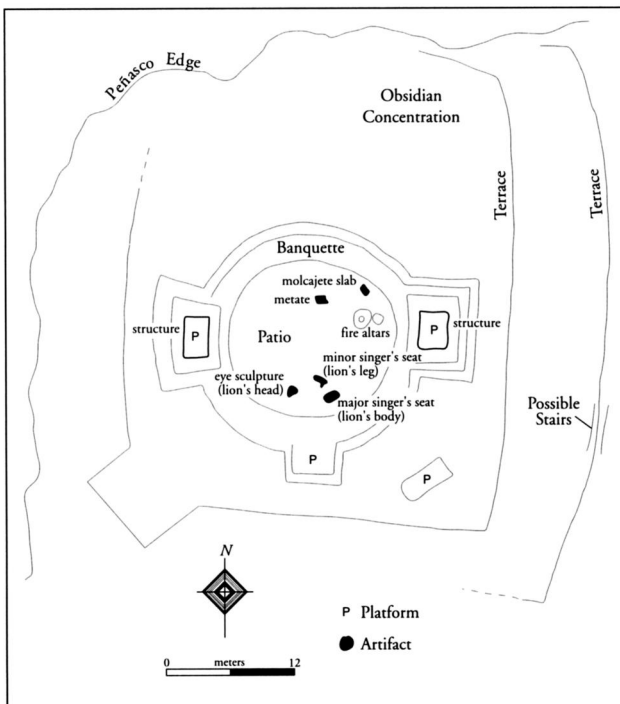 Peñasco Edge
Obsidian
Concentration
Terrace
Terrace
Banquette
molcajete slab
metate
structure
P
Patio
fire altars
P
structure
minor singer's seat
(lion's leg)
eye sculpture
(lion's head)
major singer's seat
(lion's body)
Possible
Stairs
P
P
N
P Platform
Artifact
0 meters 12